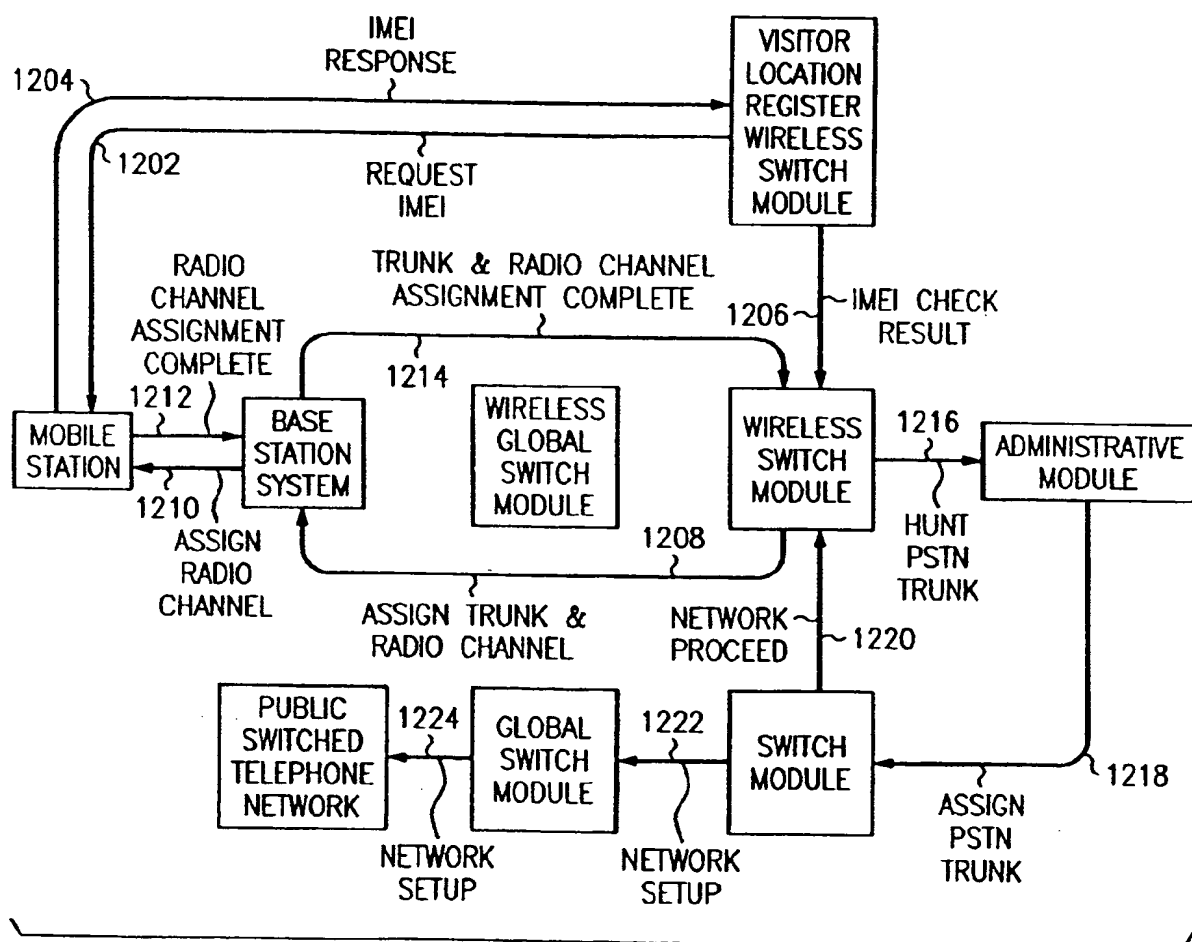 IMEI
RESPONSE
1204
1202
REQUEST
IMEI
VISITOR
LOCATION
REGISTER
WIRELESS
SWITCH
MODULE
RADIO
CHANNEL
ASSIGNMENT
COMPLETE
TRUNK & RADIO CHANNEL
ASSIGNMENT COMPLETE
1206
IMEI CHECK
RESULT
1212
1214
MOBILE
STATION
BASE
STATION
SYSTEM
WIRELESS
GLOBAL
SWITCH
MODULE
WIRELESS
SWITCH
MODULE
1216
ADMINISTRATIVE
MODULE
1210
ASSIGN
RADIO
CHANNEL
1208
HUNT
PSTN
TRUNK
ASSIGN TRUNK &
RADIO CHANNEL
NETWORK
PROCEED
1220
PUBLIC
SWITCHED
TELEPHONE
NETWORK
1224
GLOBAL
SWITCH
MODULE
1222
SWITCH
MODULE
1218
NETWORK
SETUP
NETWORK
SETUP
ASSIGN
PSTN
TRUNK